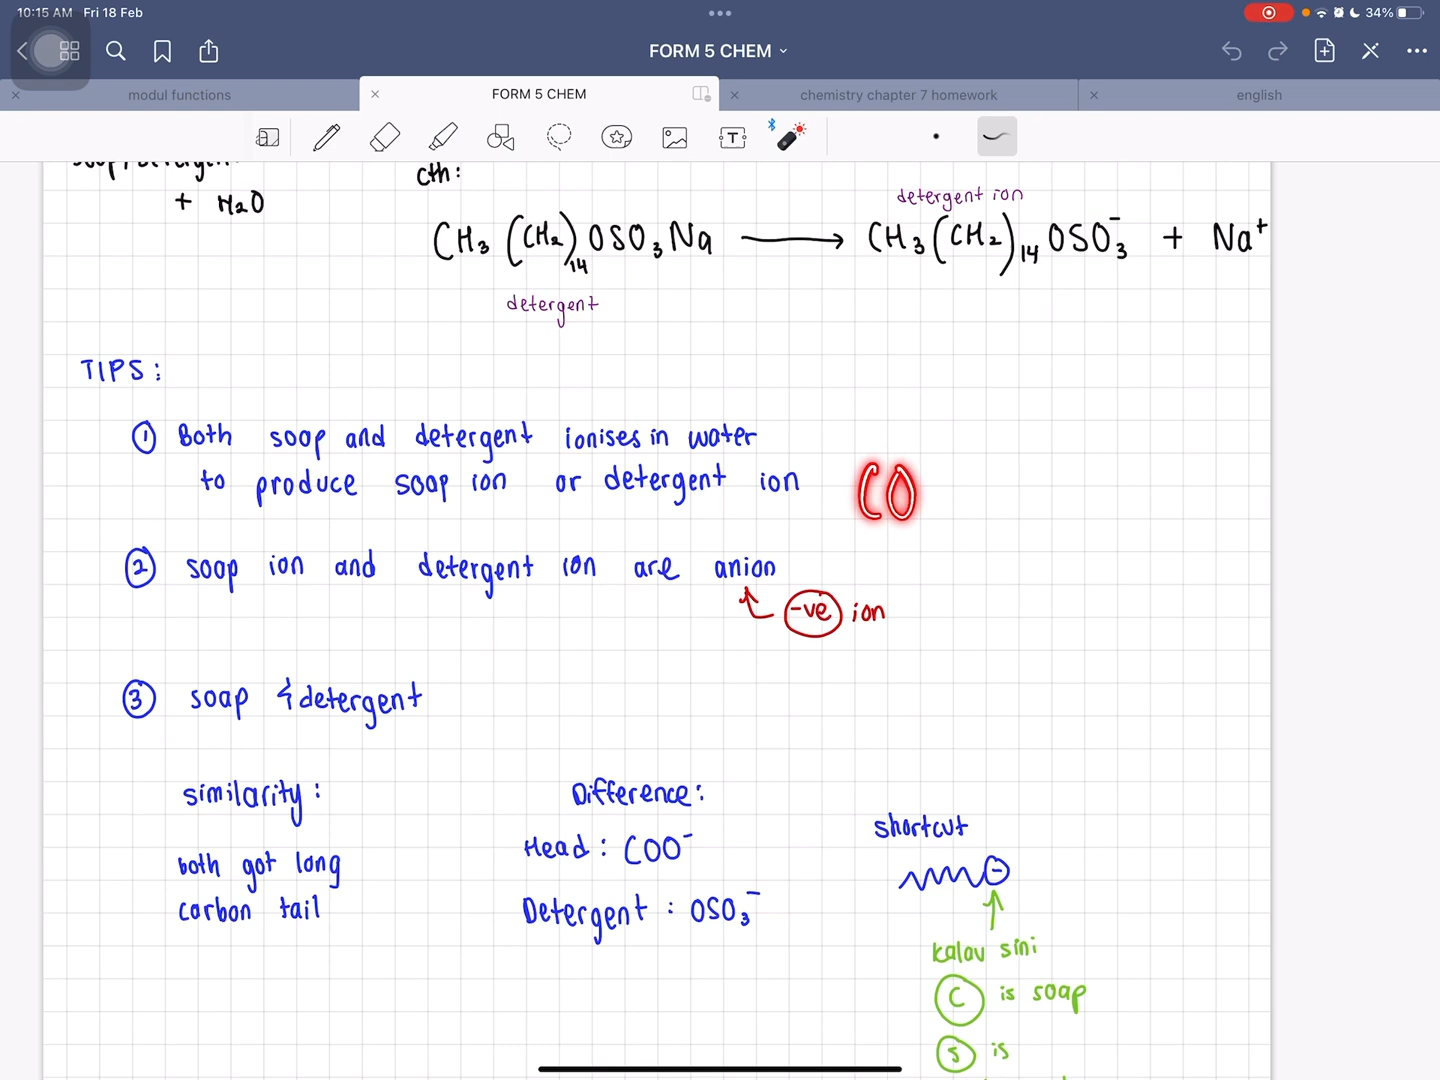 10:15 AM Fri 18 Feb
34%
FORM 5 CHEM
modul functions
FORM 5 CHEM
chemistry chapter 7 homework
english
+ H₂O
cth:
detergent ion
CH₃(CH₂)₁₄OSO₃Na ⟶ CH₃(CH₂)₁₄OSO₃⁻ + Na⁺
detergent
TIPS:
① Both soap and detergent ionises in water
to produce soap ion or detergent ion
CO
② soap ion and detergent ion are anion
-ve ion
③ soap & detergent
similarity:
both got long
carbon tail
Difference:
Head: COO⁻
Detergent: OSO₃⁻
shortcut
-
kalau sini
C is soap
S is